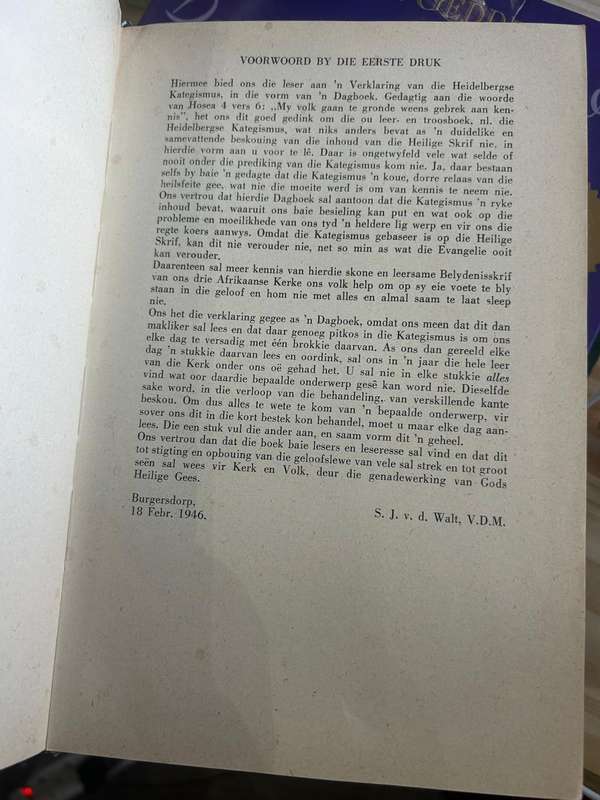 VOORWOORD BY DIE EERSTE DRUK
Hiermee bied ons die leser aan 'n Verklaring van die Heidelbergse
Kategismus, in die vorm van 'n Dagboek. Gedagtig aan die woorde
van Hosea 4 vers 6: „My volk gaan te gronde weens gebrek aan ken-
nis", het ons dit goed gedink om die ou leer- en troosboek, nl. die
Heidelbergse Kategismus, wat niks anders bevat as 'n duidelike en
samevattende beskouing van die inhoud van die Heilige Skrif nie, in
hierdie vorm aan u voor te lê. Daar is ongetwyfeld vele wat selde of
nooit onder die prediking van die Kategismus kom nie. Ja, daar bestaan
selfs by baie 'n gedagte dat die Kategismus 'n koue, dorre relaas van die
heilsfeite gee, wat nie die moeite werd is om van kennis te neem nie.
Ons vertrou dat hierdie Dagboek sal aantoon dat die Kategismus 'n ryke
inhoud bevat, waaruit ons baie besieling kan put en wat ook op die
probleme en moeilikhede van ons tyd 'n heldere lig werp en vir ons die
regte koers aanwys. Omdat die Kategismus gebaseer is op die Heilige
Skrif, kan dit nie verouder nie, net so min as wat die Evangelie ooit
kan verouder.
Daarenteen sal meer kennis van hierdie skone en leersame Belydenisskrif
van ons drie Afrikaanse Kerke ons volk help om op sy eie voete te bly
staan in die geloof en hom nie met alles en almal saam te laat sleep
nie.
Ons het die verklaring gegee as 'n Dagboek, omdat ons meen dat dit dan
makliker sal lees en dat daar genoeg pitkos in die Kategismus is om ons
elke dag te versadig met één brokkie daarvan. As ons dan gereeld elke
dag 'n stukkie daarvan lees en oordink, sal ons in 'n jaar die hele leer
van die Kerk onder ons oë gehad het. U sal nie in elke stukkie alles
vind wat oor daardie bepaalde onderwerp gesê kan word nie. Dieselfde
sake word, in die verloop van die behandeling, van verskillende kante
beskou. Om dus alles te wete te kom van 'n bepaalde onderwerp, vir
sover ons dit in die kort bestek kon behandel, moet u maar elke dag aan-
lees. Die een stuk vul die ander aan, en saam vorm dit 'n geheel.
Ons vertrou dan dat die boek baie lesers en leseresse sal vind en dat dit
tot stigting en opbouing van die geloofslewe van vele sal strek en tot groot
seën sal wees vir Kerk en Volk, deur die genadewerking van Gods
Heilige Gees.
Burgersdorp,
18 Febr. 1946.
S. J. v. d. Walt, V.D.M.